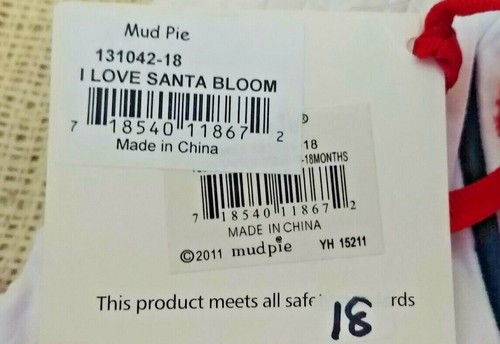 Mud Pie
131042-18
I LOVE SANTA BLOOM
7 18540 11867 2
Made in China
®
18
-18MONTHS
7 18540 11867 2
MADE IN CHINA
©2011 mudpie® YH 15211
This product meets all safe rds
18